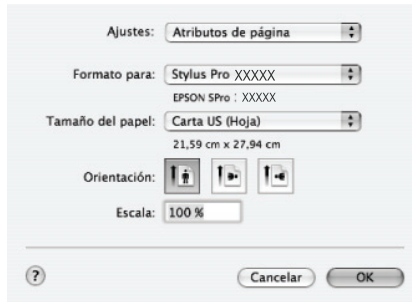 Ajustes: Atributos de página
Formato para: Stylus Pro XXXXX
EPSON SPro : XXXXX
Tamaño del papel: Carta US (Hoja)
21,59 cm x 27,94 cm
Orientación:
Escala: 100 %
? Cancelar OK